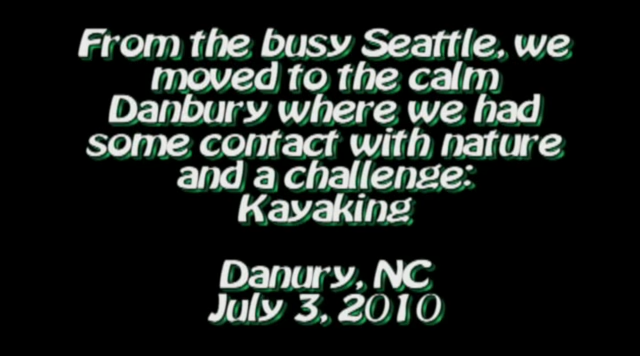 From the busy Seattle, we
moved to the calm
Danbury where we had
some contact with nature
and a challenge:
Kayaking
Danury, NC
July 3, 2010